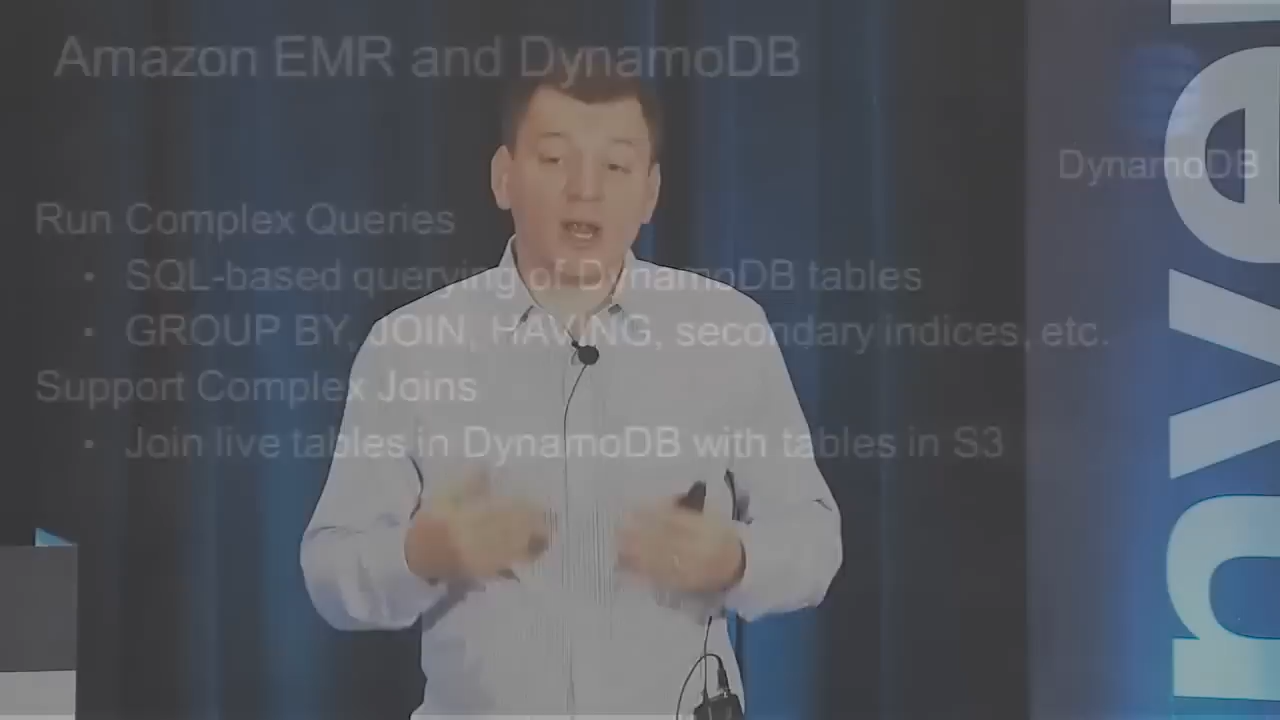 Amazon EMR and DynamoDB
DynamoDB
Run Complex Queries
• SQL-based querying of DynamoDB tables
• GROUP BY, JOIN, HAVING, secondary indices, etc.
Support Complex Joins
• Join live tables in DynamoDB with tables in S3